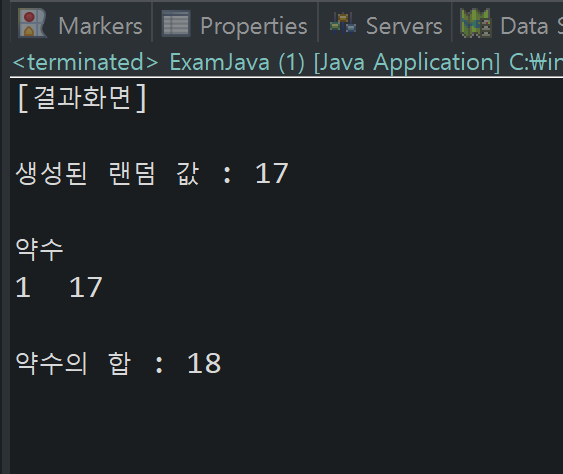 Markers Properties Servers Data S
<terminated> ExamJava (1) [Java Application] C:₩in
[결과화면]
생성된 랜덤 값 : 17
약수
1 17
약수의 합 : 18